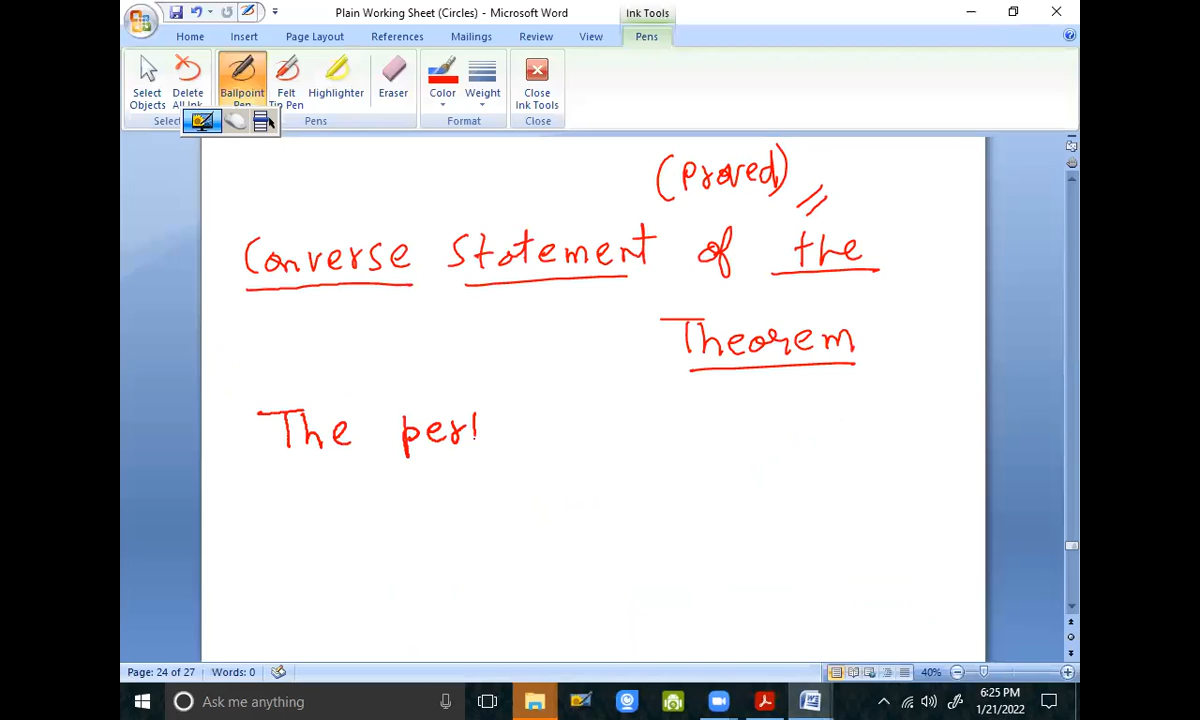 Plain Working Sheet (Circles) - Microsoft Word
Ink Tools
Home Insert Page Layout References Mailings Review View Pens
Select Objects
Delete All Ink
Ballpoint Pen
Felt Tip Pen
Highlighter
Eraser
Color
Weight
Close Ink Tools
Select Pens Format Close
(Proved)
Converse Statement of the
Theorem
The per
Page: 24 of 27 Words: 0 40%
Ask me anything
6:25 PM
1/21/2022